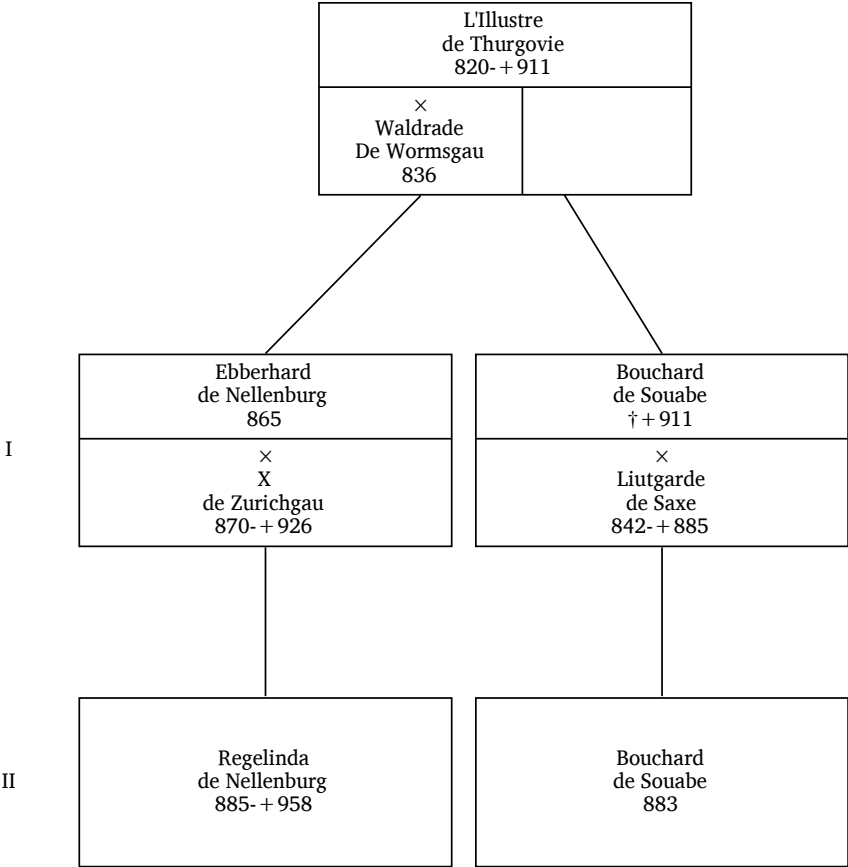 L'Illustre
de Thurgovie
820-+911
×
Waldrade
De Wormsgau
836
I
Ebberhard
de Nellenburg
865
×
X
de Zurichgau
870-+926
Bouchard
de Souabe
†+911
×
Liutgarde
de Saxe
842-+885
II
Regelinda
de Nellenburg
885-+958
Bouchard
de Souabe
883